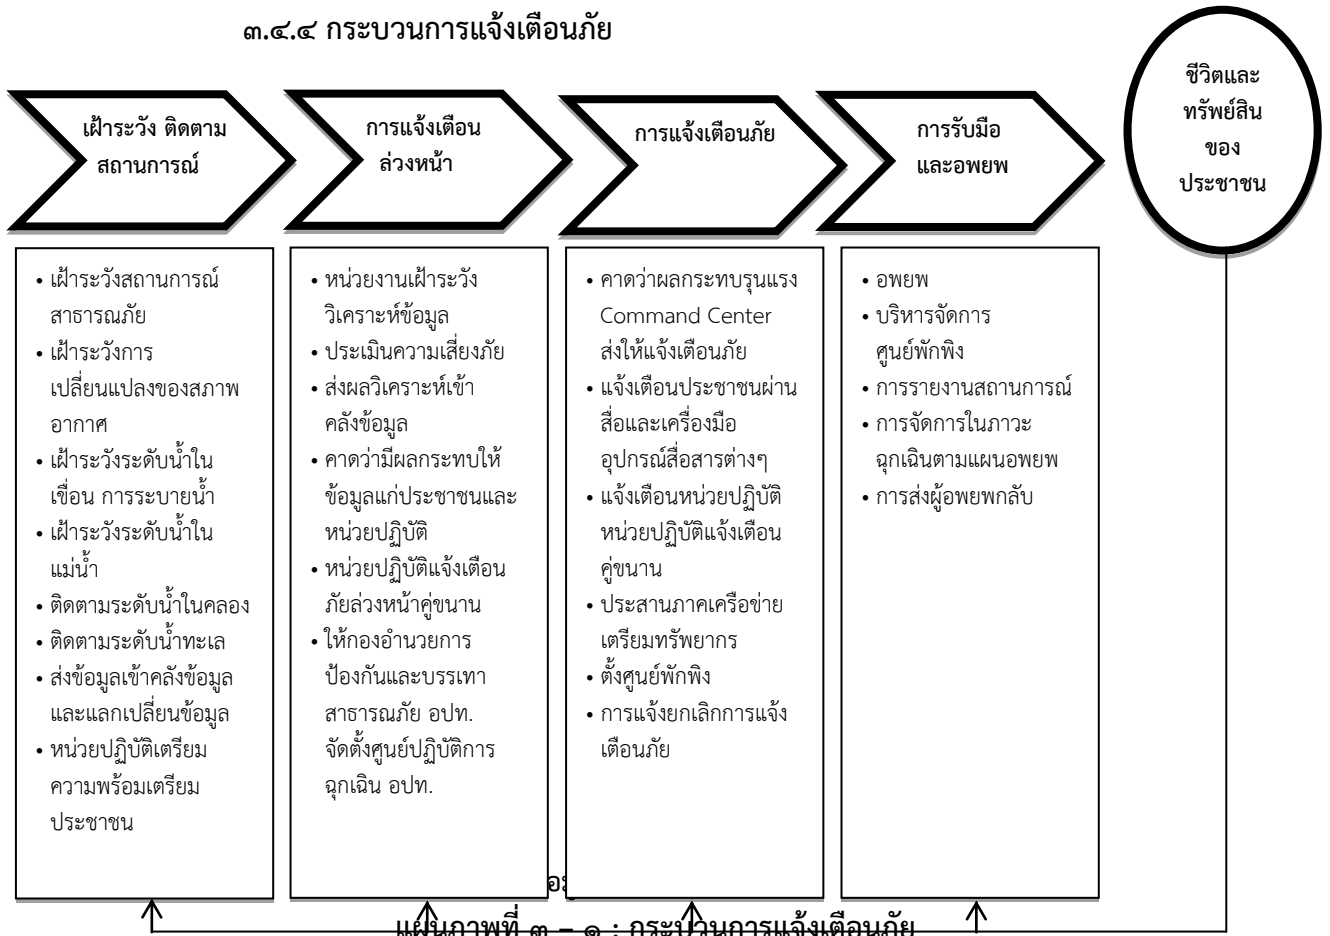 ๓.๔.๔ กระบวนการแจ้งเตือนภัย
เฝ้าระวัง ติดตาม
สถานการณ์
การแจ้งเตือน
ล่วงหน้า
การแจ้งเตือนภัย
การรับมือ
และอพยพ
ชีวิตและ
ทรัพย์สิน
ของ
ประชาชน
• เฝ้าระวังสถานการณ์
สาธารณภัย
• เฝ้าระวังการ
เปลี่ยนแปลงของสภาพ
อากาศ
• เฝ้าระวังระดับน้ำใน
เขื่อน การระบายน้ำ
• เฝ้าระวังระดับน้ำใน
แม่น้ำ
• ติดตามระดับน้ำในคลอง
• ติดตามระดับน้ำทะเล
• ส่งข้อมูลเข้าคลังข้อมูล
และแลกเปลี่ยนข้อมูล
• หน่วยปฏิบัติเตรียม
ความพร้อมเตรียม
ประชาชน
• หน่วยงานเฝ้าระวัง
วิเคราะห์ข้อมูล
• ประเมินความเสี่ยงภัย
• ส่งผลวิเคราะห์เข้า
คลังข้อมูล
• คาดว่ามีผลกระทบให้
ข้อมูลแก่ประชาชนและ
หน่วยปฏิบัติ
• หน่วยปฏิบัติแจ้งเตือน
ภัยล่วงหน้าคู่ขนาน
• ให้กองอำนวยการ
ป้องกันและบรรเทา
สาธารณภัย อปท.
จัดตั้งศูนย์ปฏิบัติการ
ฉุกเฉิน อปท.
• คาดว่าผลกระทบรุนแรง
Command Center
ส่งให้แจ้งเตือนภัย
• แจ้งเตือนประชาชนผ่าน
สื่อและเครื่องมือ
อุปกรณ์สื่อสารต่างๆ
• แจ้งเตือนหน่วยปฏิบัติ
หน่วยปฏิบัติแจ้งเตือน
คู่ขนาน
• ประสานภาคเครือข่าย
เตรียมทรัพยากร
• ตั้งศูนย์พักพิง
• การแจ้งยกเลิกการแจ้ง
เตือนภัย
• อพยพ
• บริหารจัดการ
ศูนย์พักพิง
• การรายงานสถานการณ์
• การจัดการในภาวะ
ฉุกเฉินตามแผนอพยพ
• การส่งผู้อพยพกลับ
แผนภาพที่ ๓ – ๑ : กระบวนการแจ้งเตือนภัย